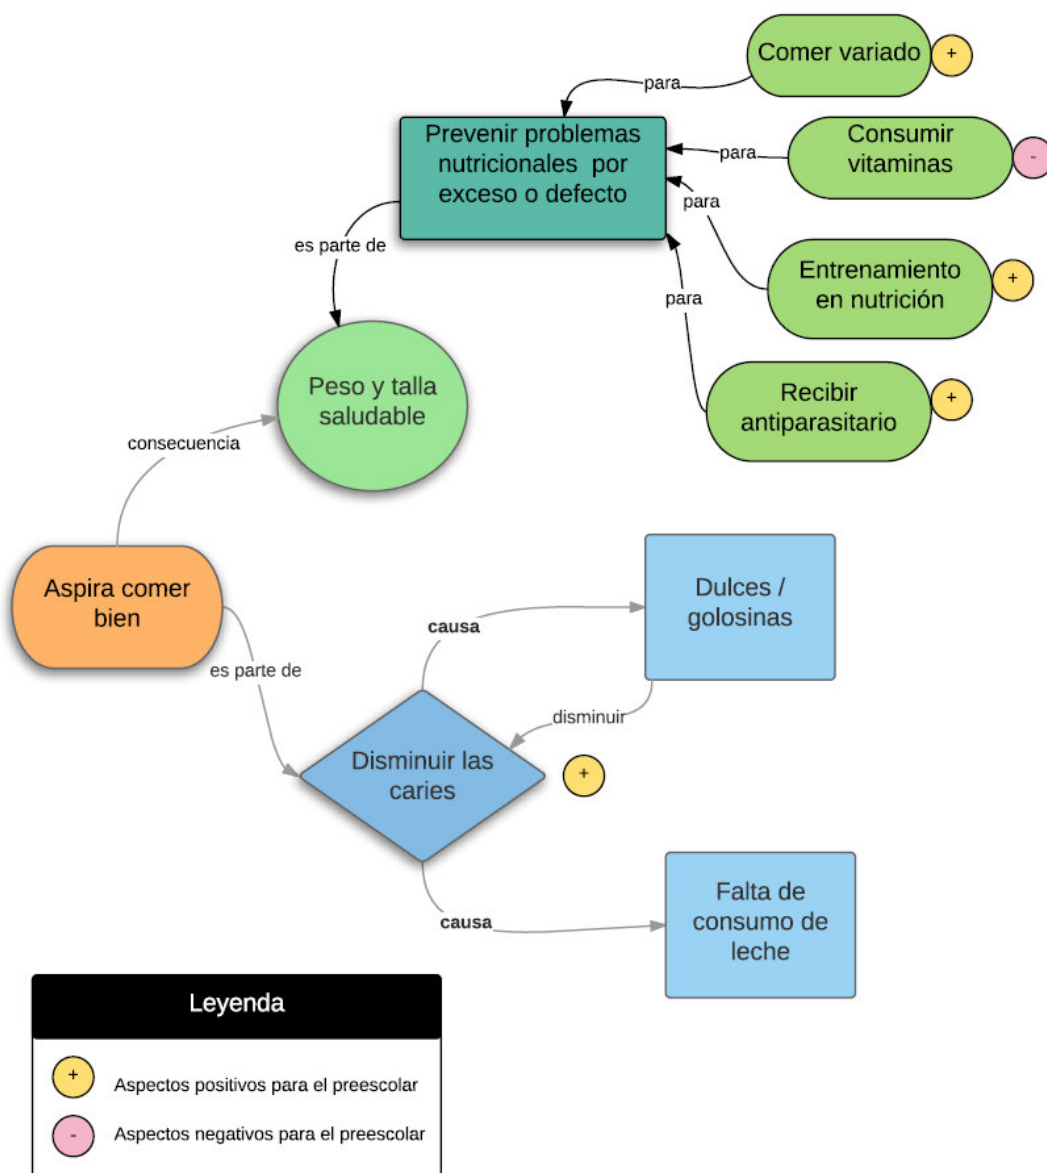 Comer variado
+
para
Prevenir problemas
nutricionales por
exceso o defecto
Consumir
vitaminas
-
para
para
Entrenamiento
en nutrición
+
es parte de
para
Recibir
antiparasitario
+
Peso y talla
saludable
consecuencia
Aspira comer
bien
es parte de
causa
Dulces /
golosinas
disminuir
Disminuir las
caries
+
causa
Falta de
consumo de
leche
Leyenda
+
Aspectos positivos para el preescolar
-
Aspectos negativos para el preescolar